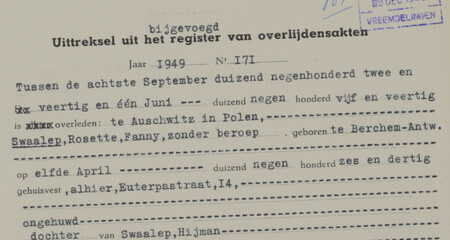 bijgevoegd
Uittreksel uit het register van overlijdensakten
VREEMDELINGEN
Jaar 1949 Nº 171
Tussen de achtste September duizend negenhonderd twee en
veertig en één Juni --- duizend negen honderd vijf en veertig
is overleden: te Auschwitz in Polen,
Swaalep,Rosette,Fanny,zonder beroep . geboren te Berchem-Antw.
op elfde April ---------- duizend negen honderd zes en dertig
gehuisvest,alhier,Euterpastraat,14,
ongehuwd
dochter van Swaalep,Hijman